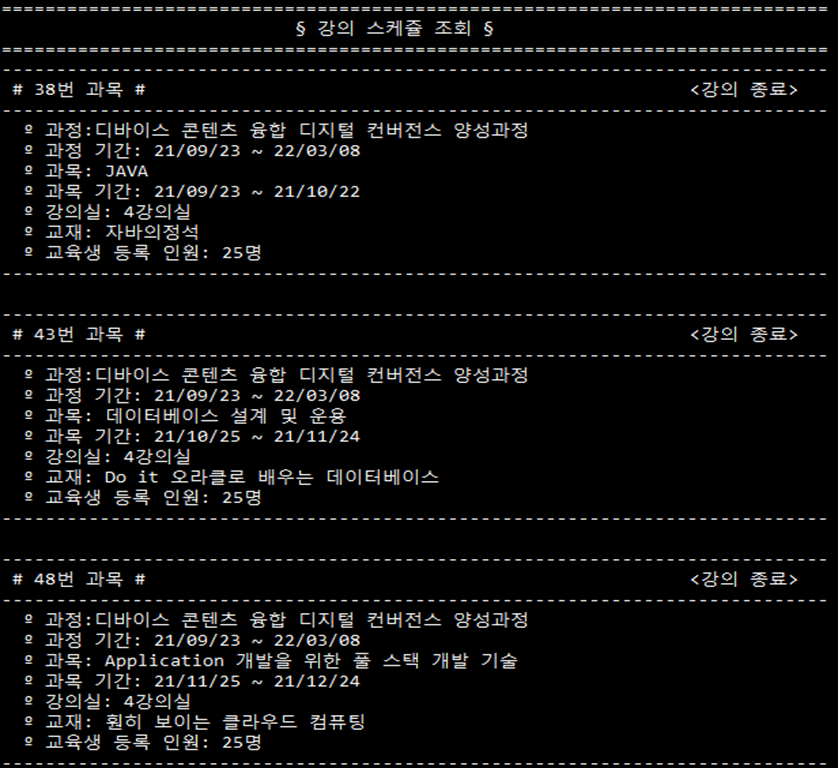 ================================================================================
§ 강의 스케쥴 조회 §
================================================================================
--------------------------------------------------------------------------------
# 38번 과목 # <강의 종료>
--------------------------------------------------------------------------------
º 과정:디바이스 콘텐츠 융합 디지털 컨버전스 양성과정
º 과정 기간: 21/09/23 ~ 22/03/08
º 과목: JAVA
º 과목 기간: 21/09/23 ~ 21/10/22
º 강의실: 4강의실
º 교재: 자바의정석
º 교육생 등록 인원: 25명
--------------------------------------------------------------------------------
--------------------------------------------------------------------------------
# 43번 과목 # <강의 종료>
--------------------------------------------------------------------------------
º 과정:디바이스 콘텐츠 융합 디지털 컨버전스 양성과정
º 과정 기간: 21/09/23 ~ 22/03/08
º 과목: 데이터베이스 설계 및 운용
º 과목 기간: 21/10/25 ~ 21/11/24
º 강의실: 4강의실
º 교재: Do it 오라클로 배우는 데이터베이스
º 교육생 등록 인원: 25명
--------------------------------------------------------------------------------
--------------------------------------------------------------------------------
# 48번 과목 # <강의 종료>
--------------------------------------------------------------------------------
º 과정:디바이스 콘텐츠 융합 디지털 컨버전스 양성과정
º 과정 기간: 21/09/23 ~ 22/03/08
º 과목: Application 개발을 위한 풀 스택 개발 기술
º 과목 기간: 21/11/25 ~ 21/12/24
º 강의실: 4강의실
º 교재: 훤히 보이는 클라우드 컴퓨팅
º 교육생 등록 인원: 25명
--------------------------------------------------------------------------------